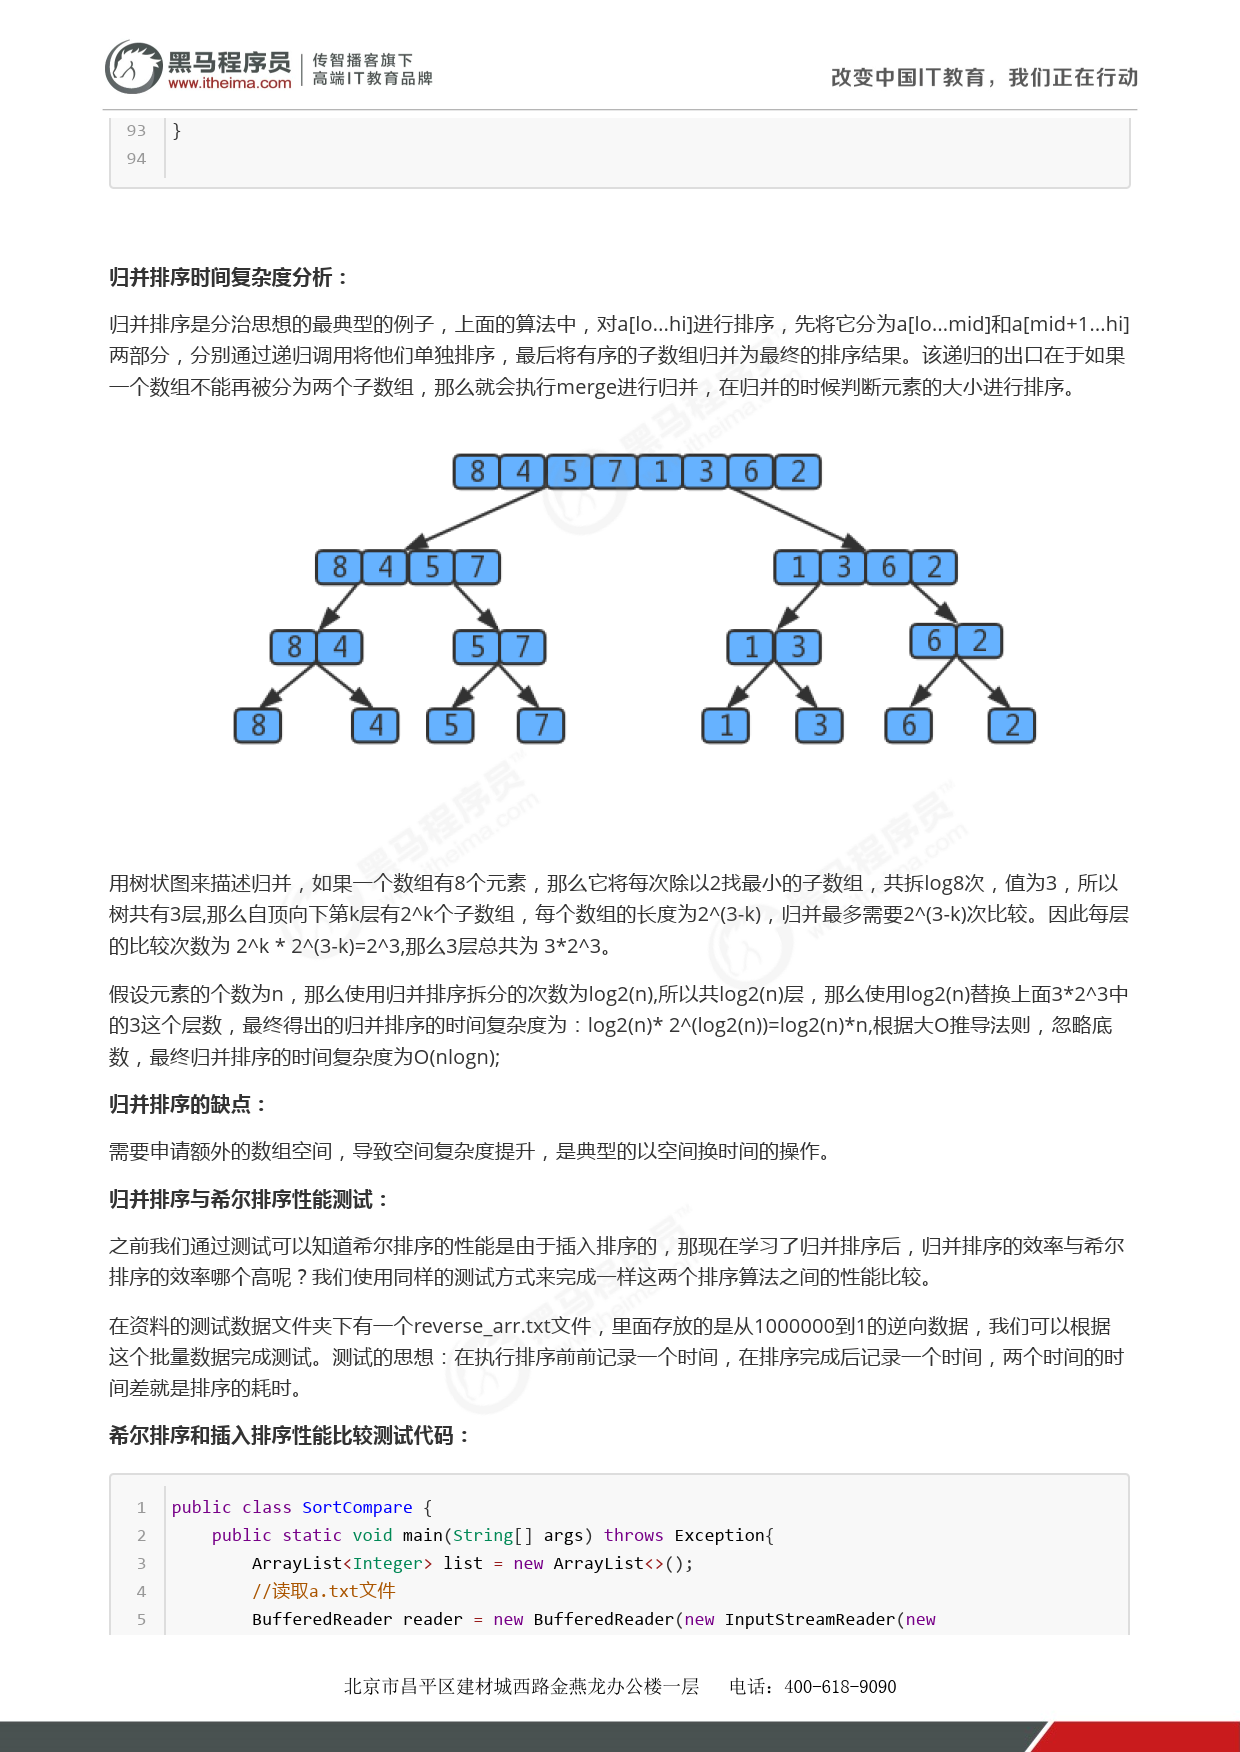 黑马程序员
www.itheima.com
传智播客旗下
高端IT教育品牌
改变中国IT教育，我们正在行动
93 }
94
归并排序时间复杂度分析：
归并排序是分治思想的最典型的例子，上面的算法中，对a[lo...hi]进行排序，先将它分为a[lo...mid]和a[mid+1...hi]
两部分，分别通过递归调用将他们单独排序，最后将有序的子数组归并为最终的排序结果。该递归的出口在于如果
一个数组不能再被分为两个子数组，那么就会执行merge进行归并，在归并的时候判断元素的大小进行排序。
8 4 5 7 1 3 6 2
8 4 5 7 1 3 6 2
8 4 5 7 1 3 6 2
8 4 5 7 1 3 6 2
用树状图来描述归并，如果一个数组有8个元素，那么它将每次除以2找最小的子数组，共拆log8次，值为3，所以
树共有3层,那么自顶向下第k层有2^k个子数组，每个数组的长度为2^(3-k)，归并最多需要2^(3-k)次比较。因此每层
的比较次数为 2^k * 2^(3-k)=2^3,那么3层总共为 3*2^3。
假设元素的个数为n，那么使用归并排序拆分的次数为log2(n),所以共log2(n)层，那么使用log2(n)替换上面3*2^3中
的3这个层数，最终得出的归并排序的时间复杂度为：log2(n)* 2^(log2(n))=log2(n)*n,根据大O推导法则，忽略底
数，最终归并排序的时间复杂度为O(nlogn);
归并排序的缺点：
需要申请额外的数组空间，导致空间复杂度提升，是典型的以空间换时间的操作。
归并排序与希尔排序性能测试：
之前我们通过测试可以知道希尔排序的性能是由于插入排序的，那现在学习了归并排序后，归并排序的效率与希尔
排序的效率哪个高呢？我们使用同样的测试方式来完成一样这两个排序算法之间的性能比较。
在资料的测试数据文件夹下有一个reverse_arr.txt文件，里面存放的是从1000000到1的逆向数据，我们可以根据
这个批量数据完成测试。测试的思想：在执行排序前前记录一个时间，在排序完成后记录一个时间，两个时间的时
间差就是排序的耗时。
希尔排序和插入排序性能比较测试代码：
1 public class SortCompare {
2     public static void main(String[] args) throws Exception{
3         ArrayList<Integer> list = new ArrayList<>();
4         //读取a.txt文件
5         BufferedReader reader = new BufferedReader(new InputStreamReader(new
北京市昌平区建材城西路金燕龙办公楼一层 电话：400-618-9090